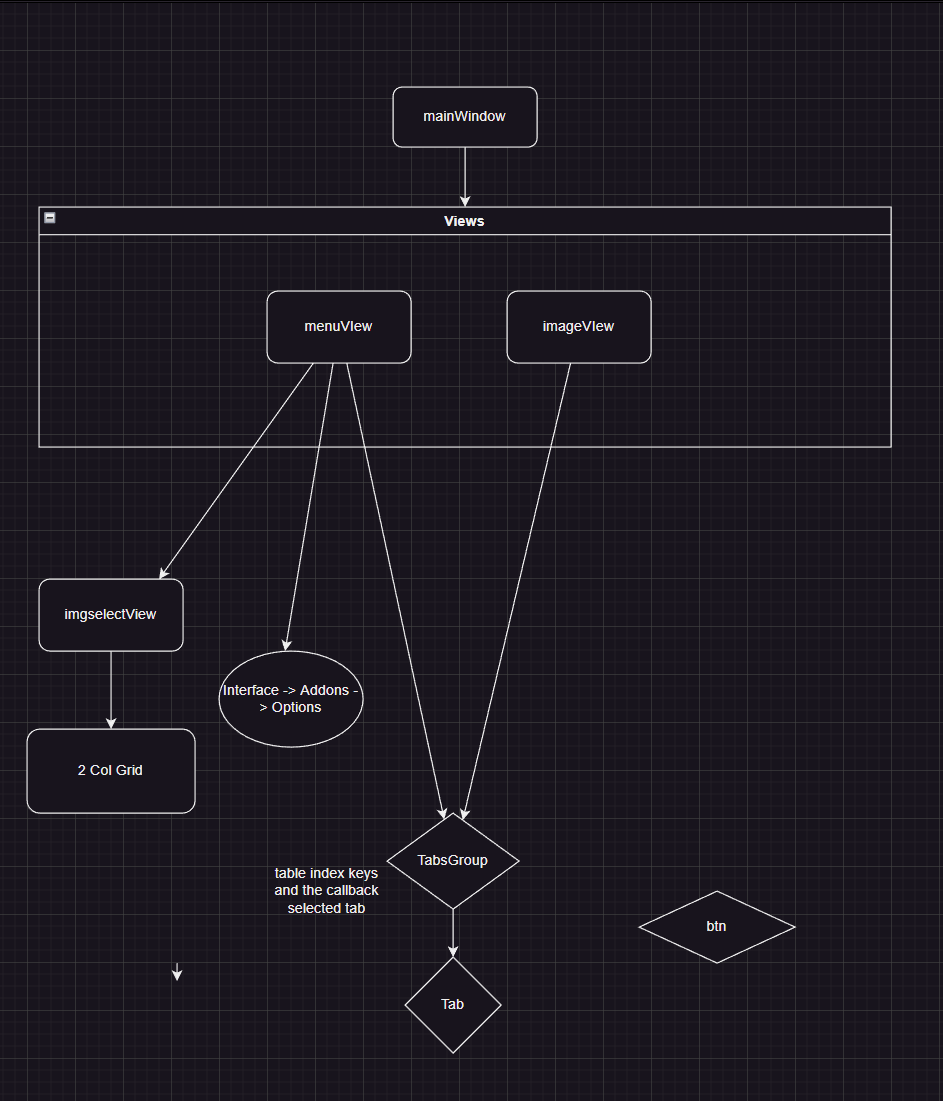 mainWindow
Views
menuVIew
imageVIew
imgselectView
Interface -> Addons -
> Options
2 Col Grid
TabsGroup
table index keys
and the callback
selected tab
btn
Tab